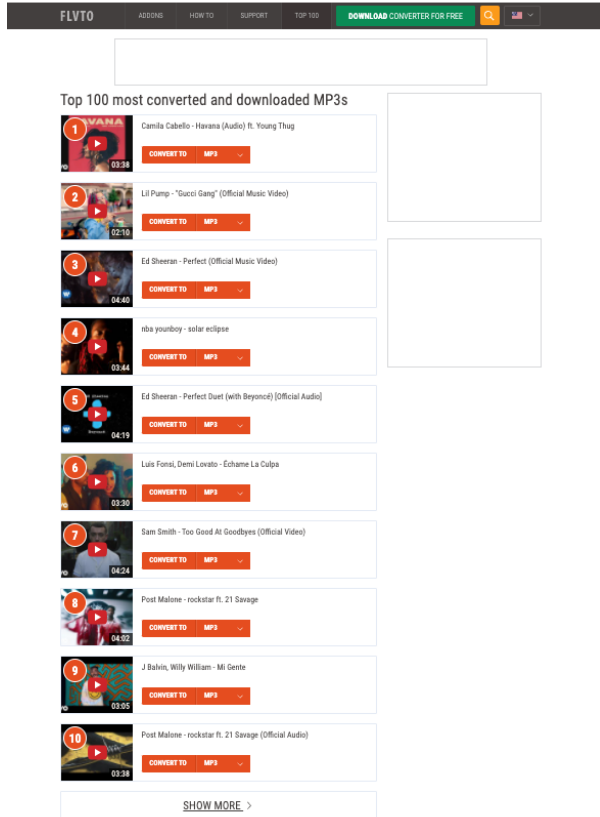 FLVTO ADDONS HOW TO SUPPORT TOP 100 DOWNLOAD CONVERTER FOR FREE
Top 100 most converted and downloaded MP3s
HAVANA
1
03:38
Camila Cabello - Havana (Audio) ft. Young Thug
CONVERT TO MP3
2
02:10
Lil Pump - "Gucci Gang" (Official Music Video)
CONVERT TO MP3
3
04:40
Ed Sheeran - Perfect (Official Music Video)
CONVERT TO MP3
4
03:44
nba younboy - solar eclipse
CONVERT TO MP3
5
04:19
Ed Sheeran - Perfect Duet (with Beyoncé) [Official Audio]
CONVERT TO MP3
6
03:30
Luis Fonsi, Demi Lovato - Échame La Culpa
CONVERT TO MP3
7
04:24
Sam Smith - Too Good At Goodbyes (Official Video)
CONVERT TO MP3
8
04:02
Post Malone - rockstar ft. 21 Savage
CONVERT TO MP3
9
03:05
J Balvin, Willy William - Mi Gente
CONVERT TO MP3
10
03:38
Post Malone - rockstar ft. 21 Savage (Official Audio)
CONVERT TO MP3
SHOW MORE